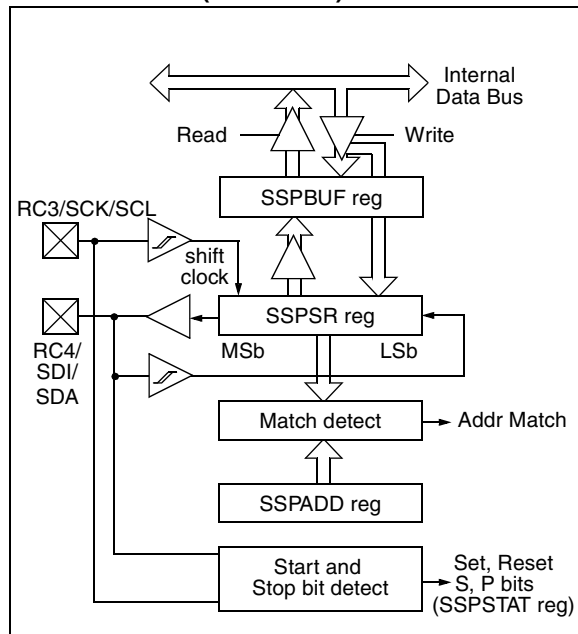 Internal
Data Bus
Read
Write
SSPBUF reg
RC3/SCK/SCL
shift
clock
SSPSR reg
MSb
LSb
RC4/
SDI/
SDA
Match detect
Addr Match
SSPADD reg
Start and
Stop bit detect
Set, Reset
S, P bits
(SSPSTAT reg)